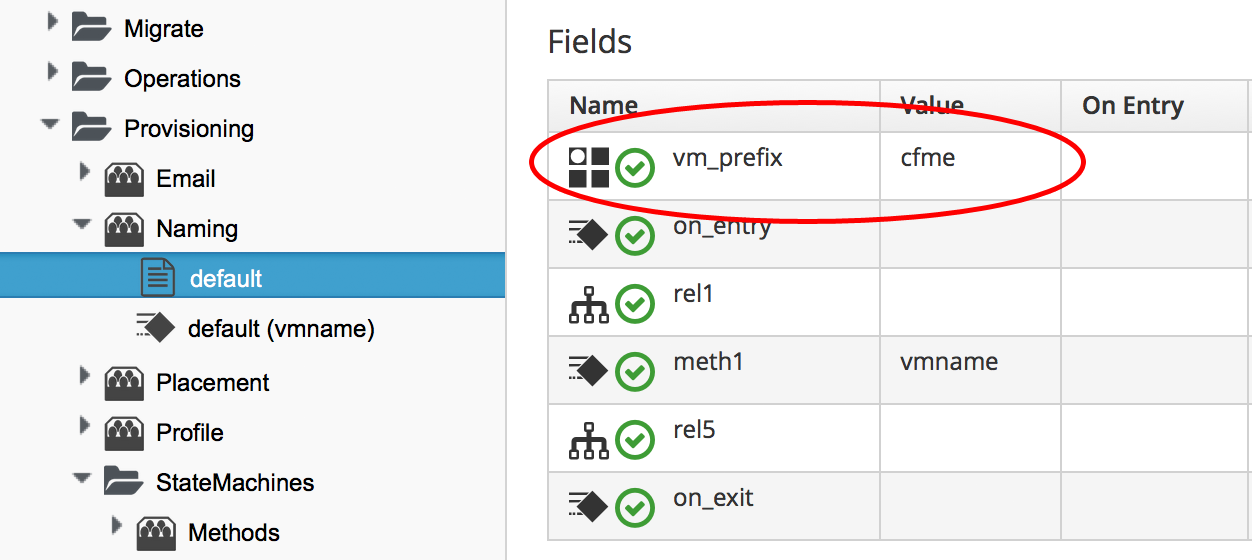 Migrate
Operations
Provisioning
Email
Naming
default
default (vmname)
Placement
Profile
StateMachines
Methods
Fields
Name Value On Entry
vm_prefix cfme
on_entry
rel1
meth1 vmname
rel5
on_exit